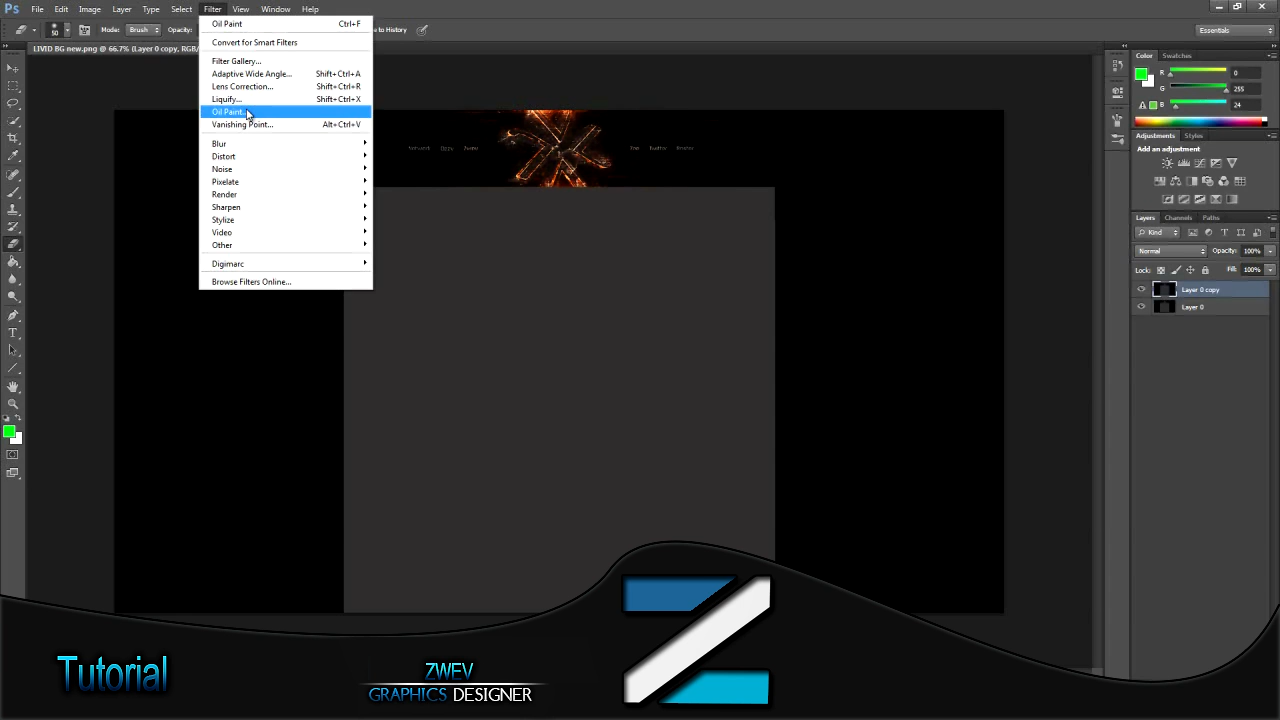 Ps File Edit Image Layer Type Select Filter View Window Help
50 Mode: Brush Opacity: to History Essentials
LIVID BG new.png @ 66.7% (Layer 0 copy, RGB/
Oil Paint Ctrl+F
Convert for Smart Filters
Filter Gallery...
Adaptive Wide Angle... Shift+Ctrl+A
Lens Correction... Shift+Ctrl+R
Liquify... Shift+Ctrl+X
Oil Paint...
Vanishing Point... Alt+Ctrl+V
Blur
Distort
Noise
Pixelate
Render
Sharpen
Stylize
Video
Other
Digimarc
Browse Filters Online...
Zwev
Twitter
Color Swatches
R 0
G 255
B 24
Adjustments Styles
Add an adjustment
Layers Channels Paths
Kind
Normal Opacity: 100%
Lock: Fill: 100%
Layer 0 copy
Layer 0
Tutorial
ZWEV
GRAPHICS DESIGNER
Z